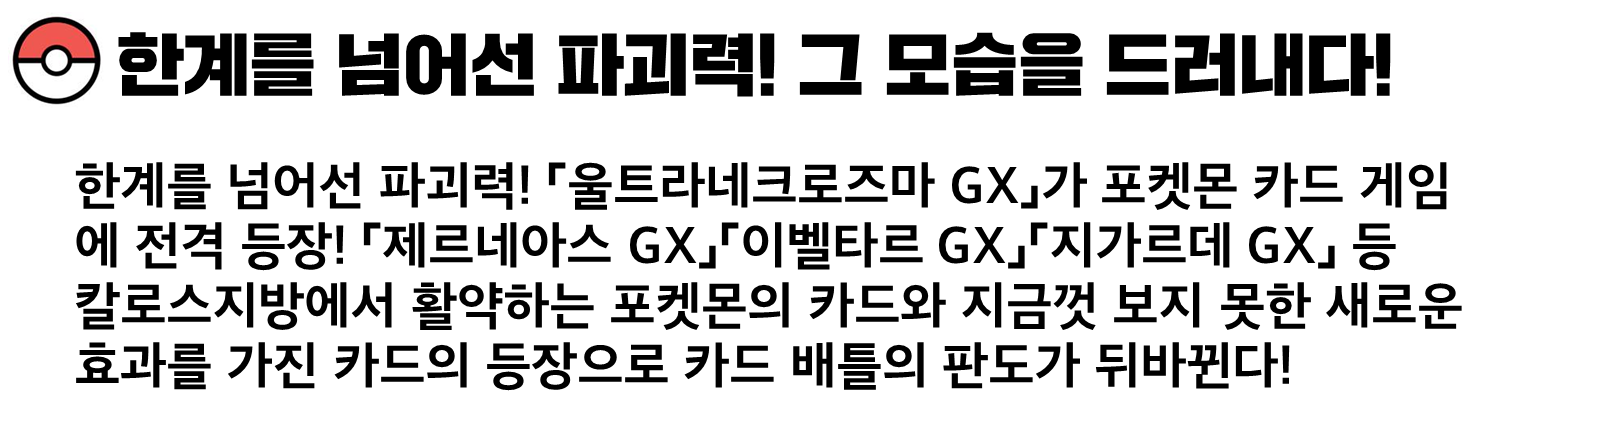 한계를 넘어선 파괴력! 그 모습을 드러내다!
한계를 넘어선 파괴력! 「울트라네크로즈마 GX」가 포켓몬 카드 게임
에 전격 등장! 「제르네아스 GX」「이벨타르 GX」「지가르데 GX」 등
칼로스지방에서 활약하는 포켓몬의 카드와 지금껏 보지 못한 새로운
효과를 가진 카드의 등장으로 카드 배틀의 판도가 뒤바뀐다!